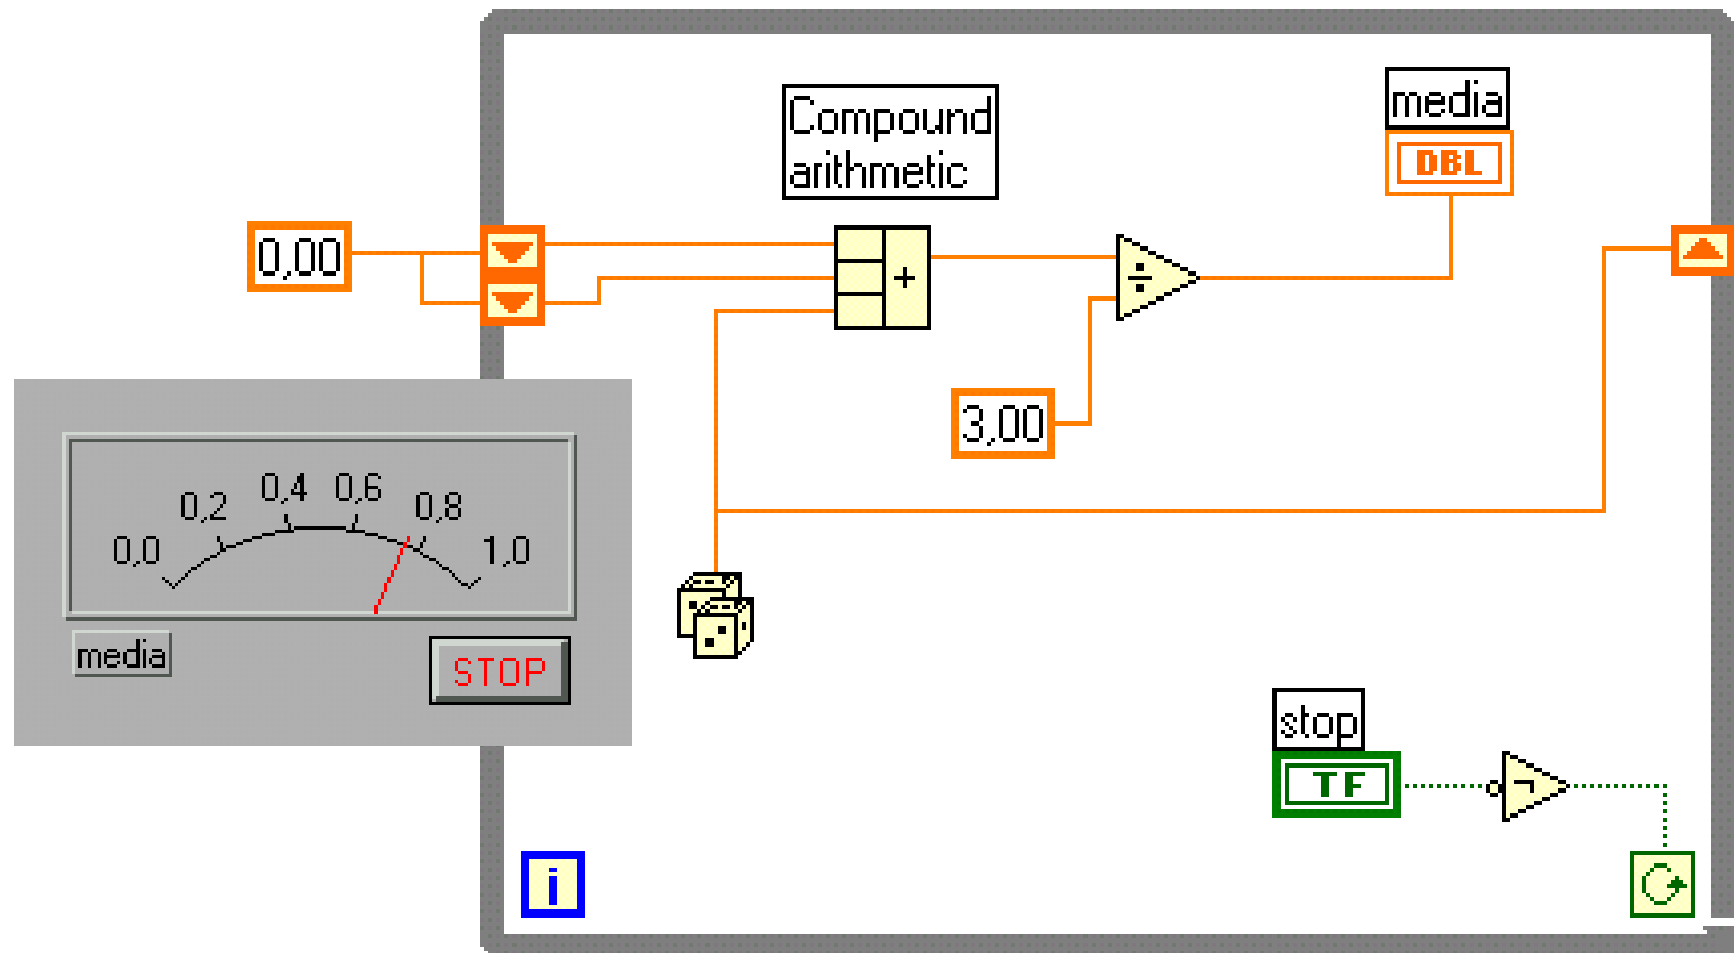 Compound
arithmetic
media
DBL
0,00
+
÷
3,00
0,0
0,2
0,4
0,6
0,8
1,0
media
STOP
stop
TF
i